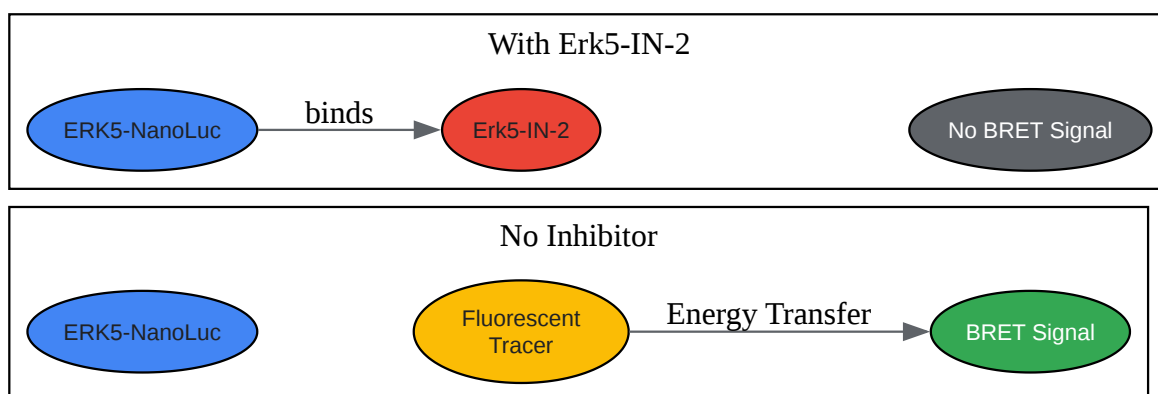 With Erk5-IN-2
ERK5-NanoLuc
binds
Erk5-IN-2
No BRET Signal
No Inhibitor
ERK5-NanoLuc
Fluorescent
Tracer
Energy Transfer
BRET Signal